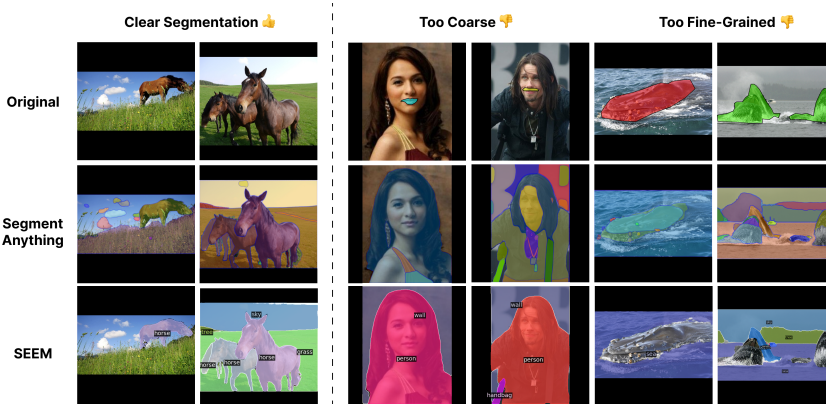 Clear Segmentation 👍
Too Coarse 👎
Too Fine-Grained 👎
Original
Segment
Anything
SEEM
horse
sky
tree
horse
horse
horse
grass
wall
person
wall
person
handbag
sea